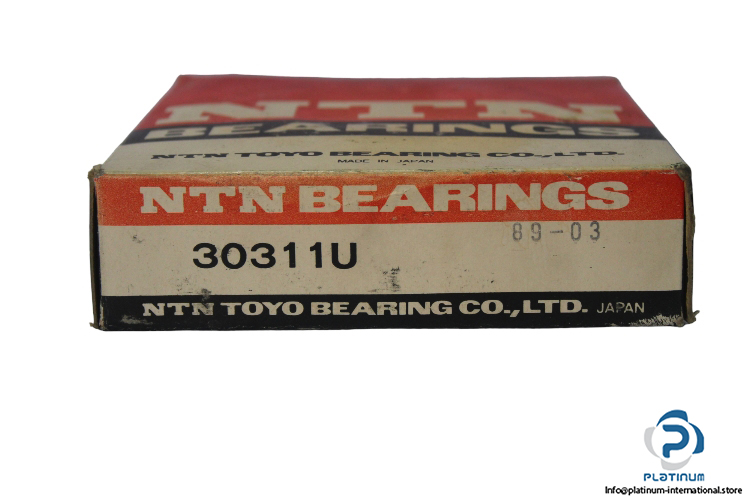 NTN
BEARINGS
NTN TOYO BEARING CO.,LTD.
MADE IN JAPAN
NTN BEARINGS
89-03
30311U
NTN TOYO BEARING CO.,LTD. JAPAN
PLATINUM
Info@platinum-international.store